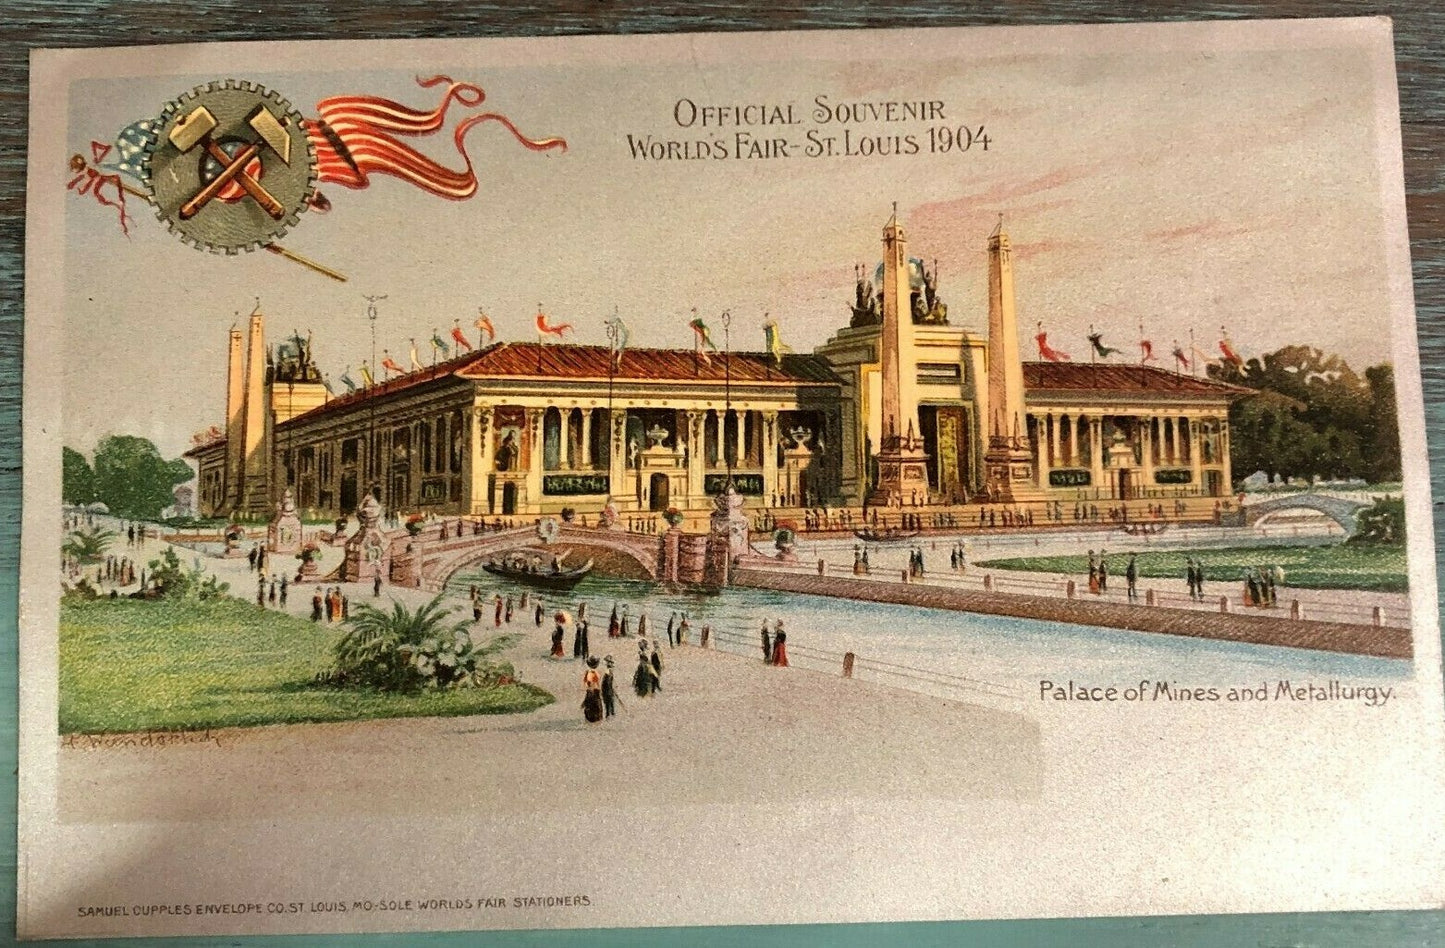 OFFICIAL SOUVENIR
WORLD'S FAIR-ST. LOUIS 1904
Palace of Mines and Metallurgy.
SAMUEL CUPPLES ENVELOPE CO. ST. LOUIS, MO-SOLE WORLDS FAIR STATIONERS.